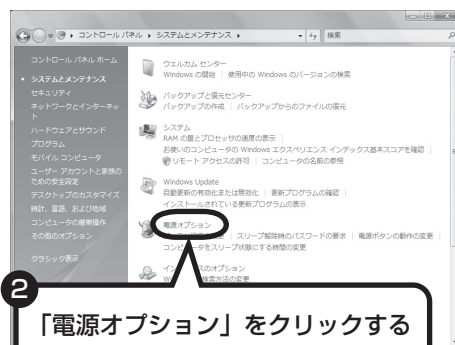 コントロール パネル ▸ システムとメンテナンス ▸
検索
コントロール パネル ホーム
システムとメンテナンス
セキュリティ
ネットワークとインターネッ
ト
ハードウェアとサウンド
プログラム
モバイル コンピュータ
ユーザー アカウントと家族の
ための安全設定
デスクトップのカスタマイズ
時計、言語、および地域
コンピュータの簡単操作
その他のオプション
クラシック表示
ウエルカム センター
Windows の開始 | 使用中の Windows のバージョンの検索
バックアップと復元センター
バックアップの作成 | バックアップからのファイルの復元
システム
RAM の量とプロセッサの速度の表示 |
お使いのコンピュータの Windows エクスペリエンス インデックス基本スコアを確認 |
リモート アクセスの許可 | コンピュータの名前の参照
Windows Update
自動更新の有効化または無効化 | 更新プログラムの確認 |
インストールされている更新プログラムの表示
電源オプション
スリープ解除時のパスワードの要求 | 電源ボタンの動作の変更 |
コンピュータをスリープ状態にする時間の変更
イン スのオプション
W 検索方法の変更
2
「電源オプション」をクリックする